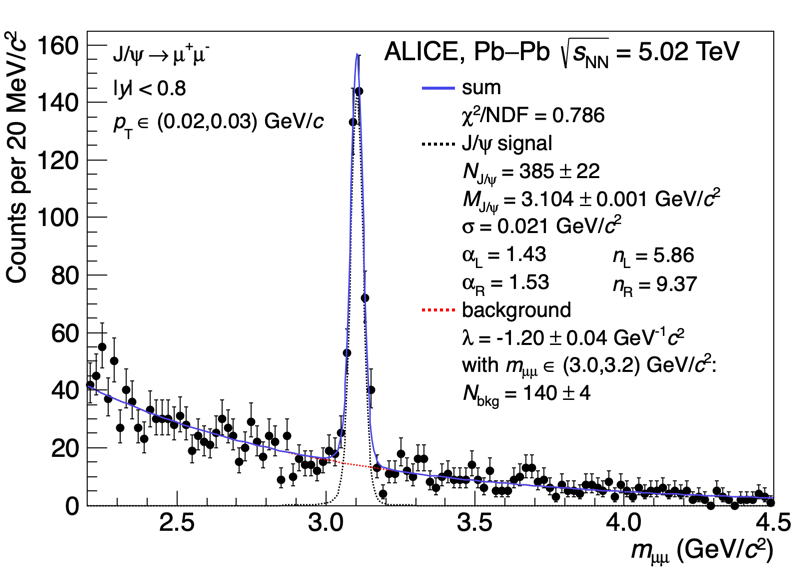 J/ψ → μ⁺μ⁻
|y| < 0.8
p_T ∈ (0.02,0.03) GeV/c
ALICE, Pb–Pb √s_NN = 5.02 TeV
sum
χ²/NDF = 0.786
J/ψ signal
N_J/ψ = 385 ± 22
M_J/ψ = 3.104 ± 0.001 GeV/c²
σ = 0.021 GeV/c²
α_L = 1.43 n_L = 5.86
α_R = 1.53 n_R = 9.37
background
λ = -1.20 ± 0.04 GeV⁻¹c²
with m_μμ ∈ (3.0,3.2) GeV/c²:
N_bkg = 140 ± 4
Counts per 20 MeV/c²
160
140
120
100
80
60
40
20
0
2.5 3.0 3.5 4.0 4.5
m_μμ (GeV/c²)